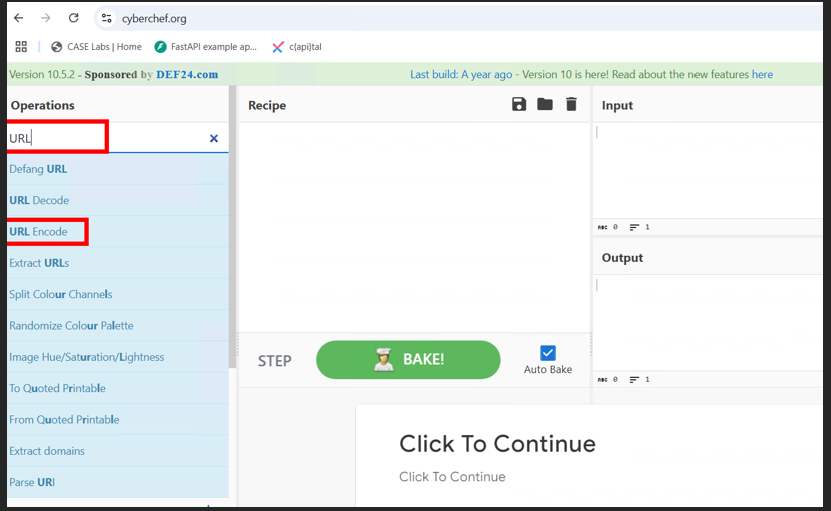 cyberchef.org
CASE Labs | Home
FastAPI example ap...
c(api)tal
Version 10.5.2 - Sponsored by DEF24.com
Last build: A year ago - Version 10 is here! Read about the new features here
Operations
URL
Defang URL
URL Decode
URL Encode
Extract URLs
Split Colour Channels
Randomize Colour Palette
Image Hue/Saturation/Lightness
To Quoted Printable
From Quoted Printable
Extract domains
Parse URI
Recipe
STEP
BAKE!
Auto Bake
Input
ABC 0
1
Output
ABC 0
1
Click To Continue
Click To Continue